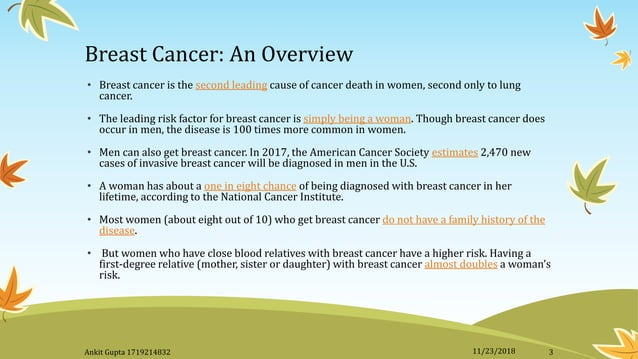 Breast Cancer: An Overview
• Breast cancer is the second leading cause of cancer death in women, second only to lung
cancer.
• The leading risk factor for breast cancer is simply being a woman. Though breast cancer does
occur in men, the disease is 100 times more common in women.
• Men can also get breast cancer. In 2017, the American Cancer Society estimates 2,470 new
cases of invasive breast cancer will be diagnosed in men in the U.S.
• A woman has about a one in eight chance of being diagnosed with breast cancer in her
lifetime, according to the National Cancer Institute.
• Most women (about eight out of 10) who get breast cancer do not have a family history of the
disease.
• But women who have close blood relatives with breast cancer have a higher risk. Having a
first-degree relative (mother, sister or daughter) with breast cancer almost doubles a woman's
risk.
Ankit Gupta 1719214832 11/23/2018 3